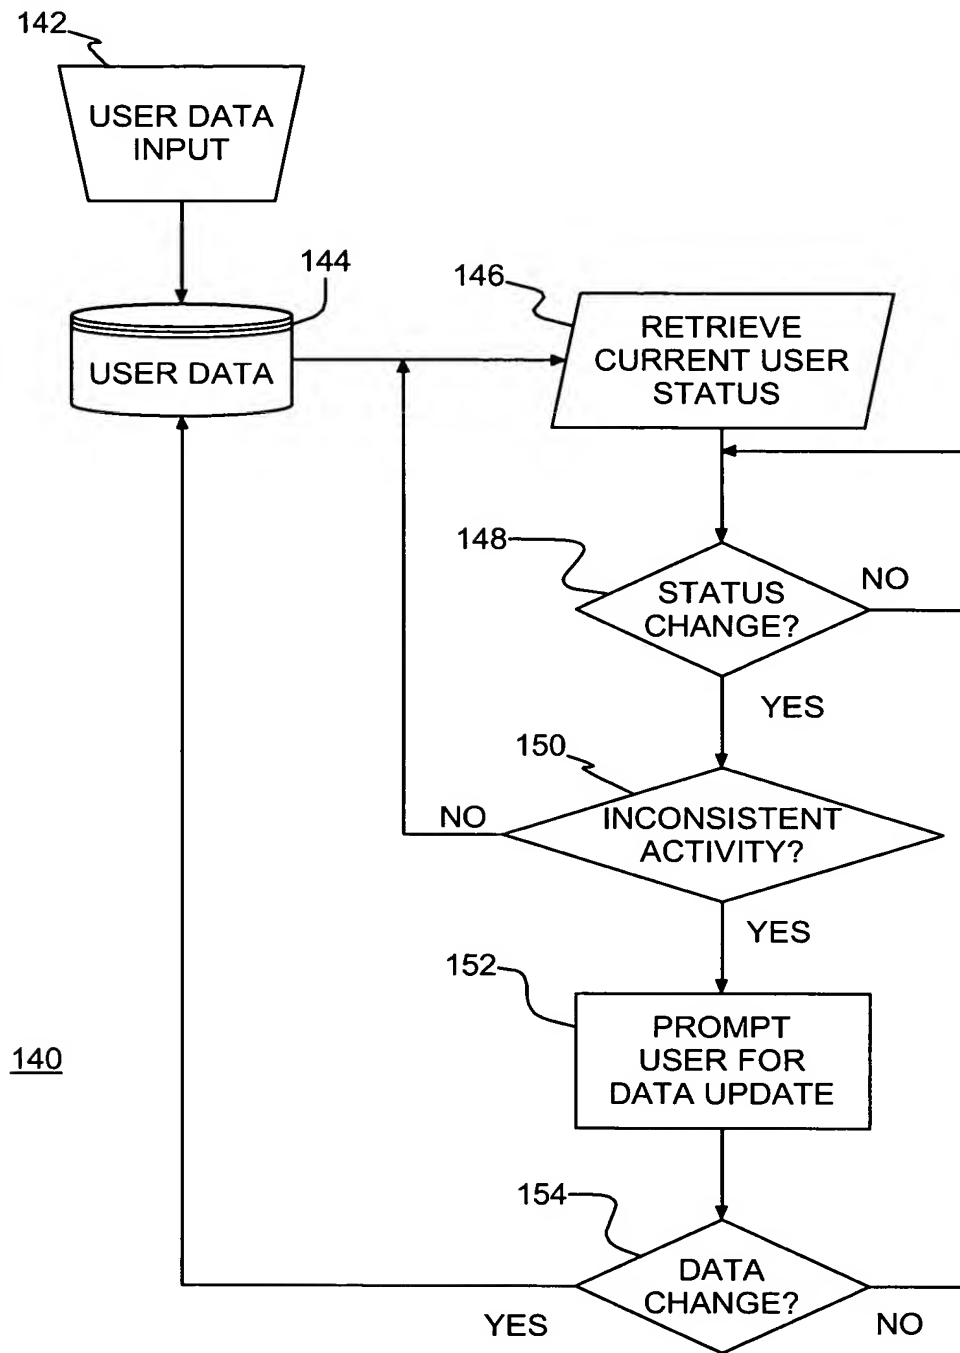 142
USER DATA
INPUT
144
USER DATA
146
RETRIEVE
CURRENT USER
STATUS
148
STATUS
CHANGE?
NO
YES
150
INCONSISTENT
ACTIVITY?
NO
YES
152
PROMPT
USER FOR
DATA UPDATE
140
154
DATA
CHANGE?
YES
NO